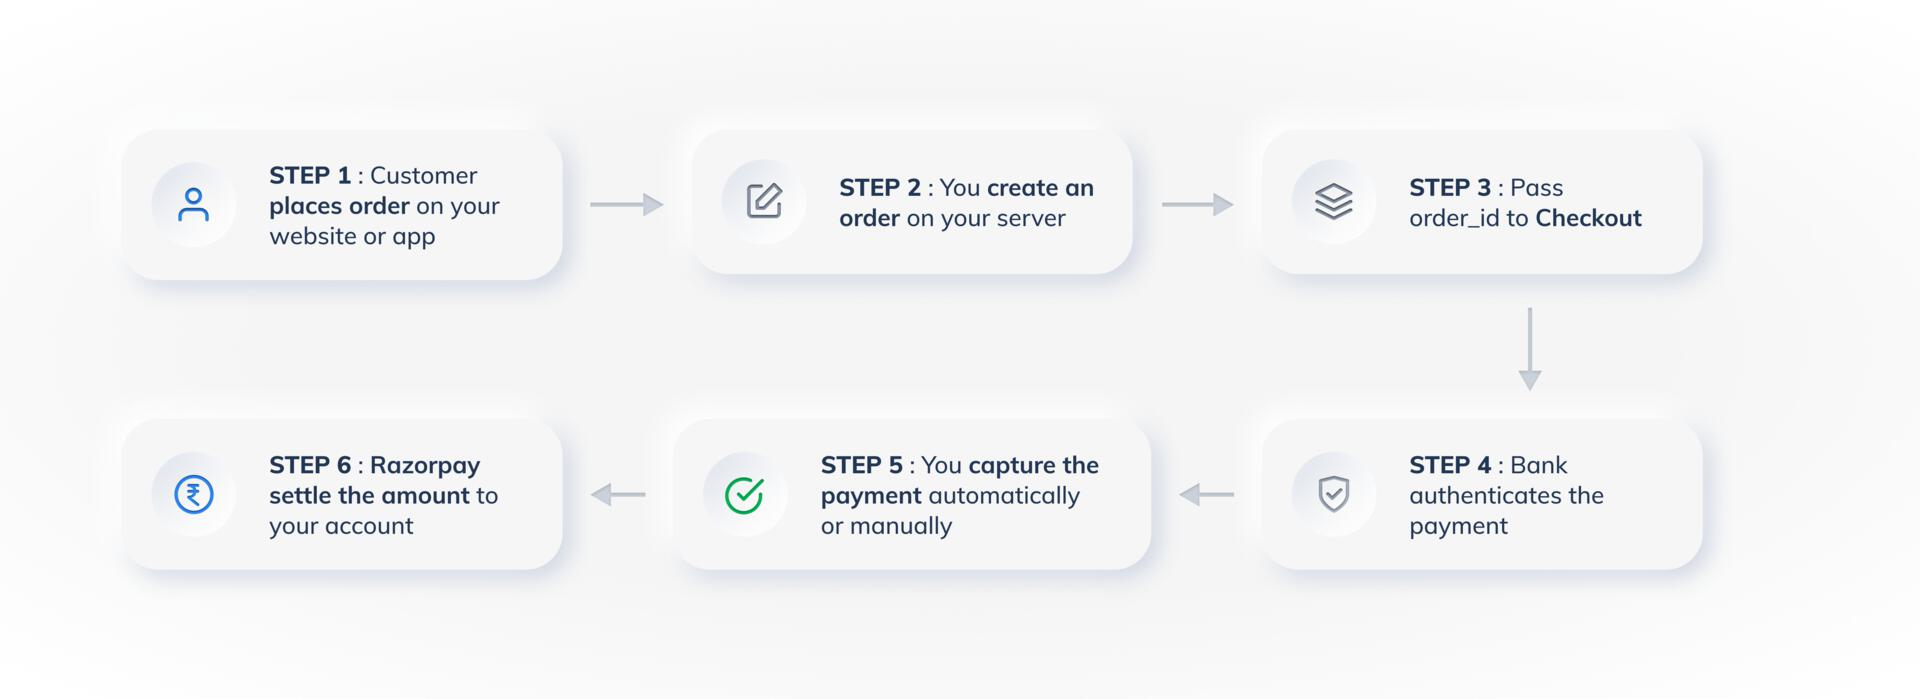 STEP 1 : Customer
places order on your
website or app
STEP 2 : You create an
order on your server
STEP 3 : Pass
order_id to Checkout
STEP 4 : Bank
authenticates the
payment
STEP 5 : You capture the
payment automatically
or manually
STEP 6 : Razorpay
settle the amount to
your account